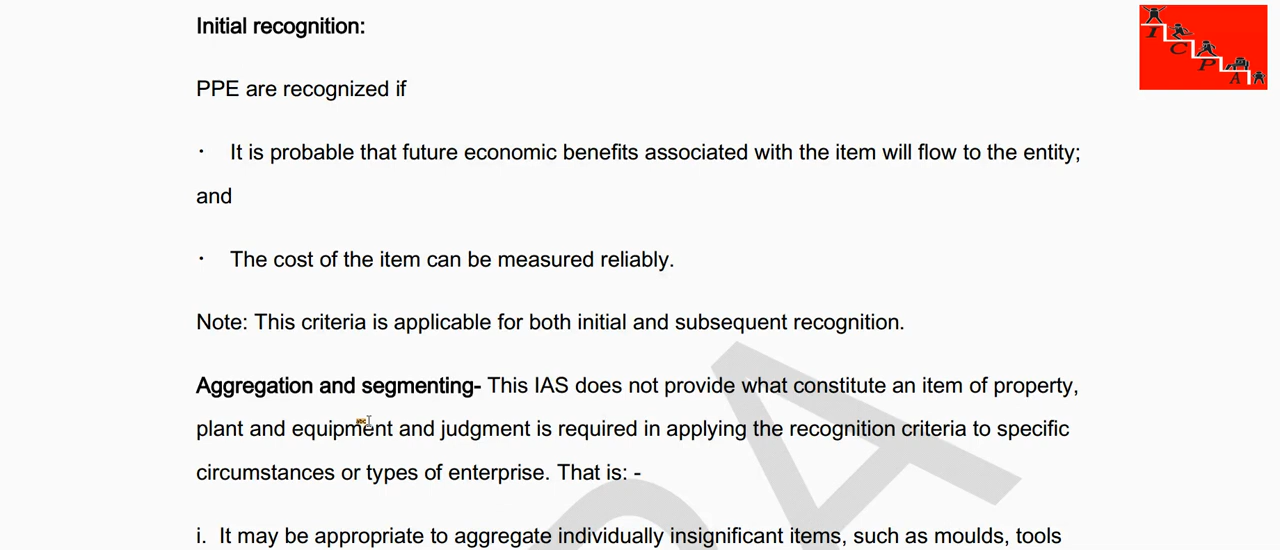 Initial recognition:
I
C
P
A
PPE are recognized if
· It is probable that future economic benefits associated with the item will flow to the entity;
and
· The cost of the item can be measured reliably.
Note: This criteria is applicable for both initial and subsequent recognition.
Aggregation and segmenting- This IAS does not provide what constitute an item of property,
plant and equipment and judgment is required in applying the recognition criteria to specific
circumstances or types of enterprise. That is: -
i. It may be appropriate to aggregate individually insignificant items, such as moulds, tools